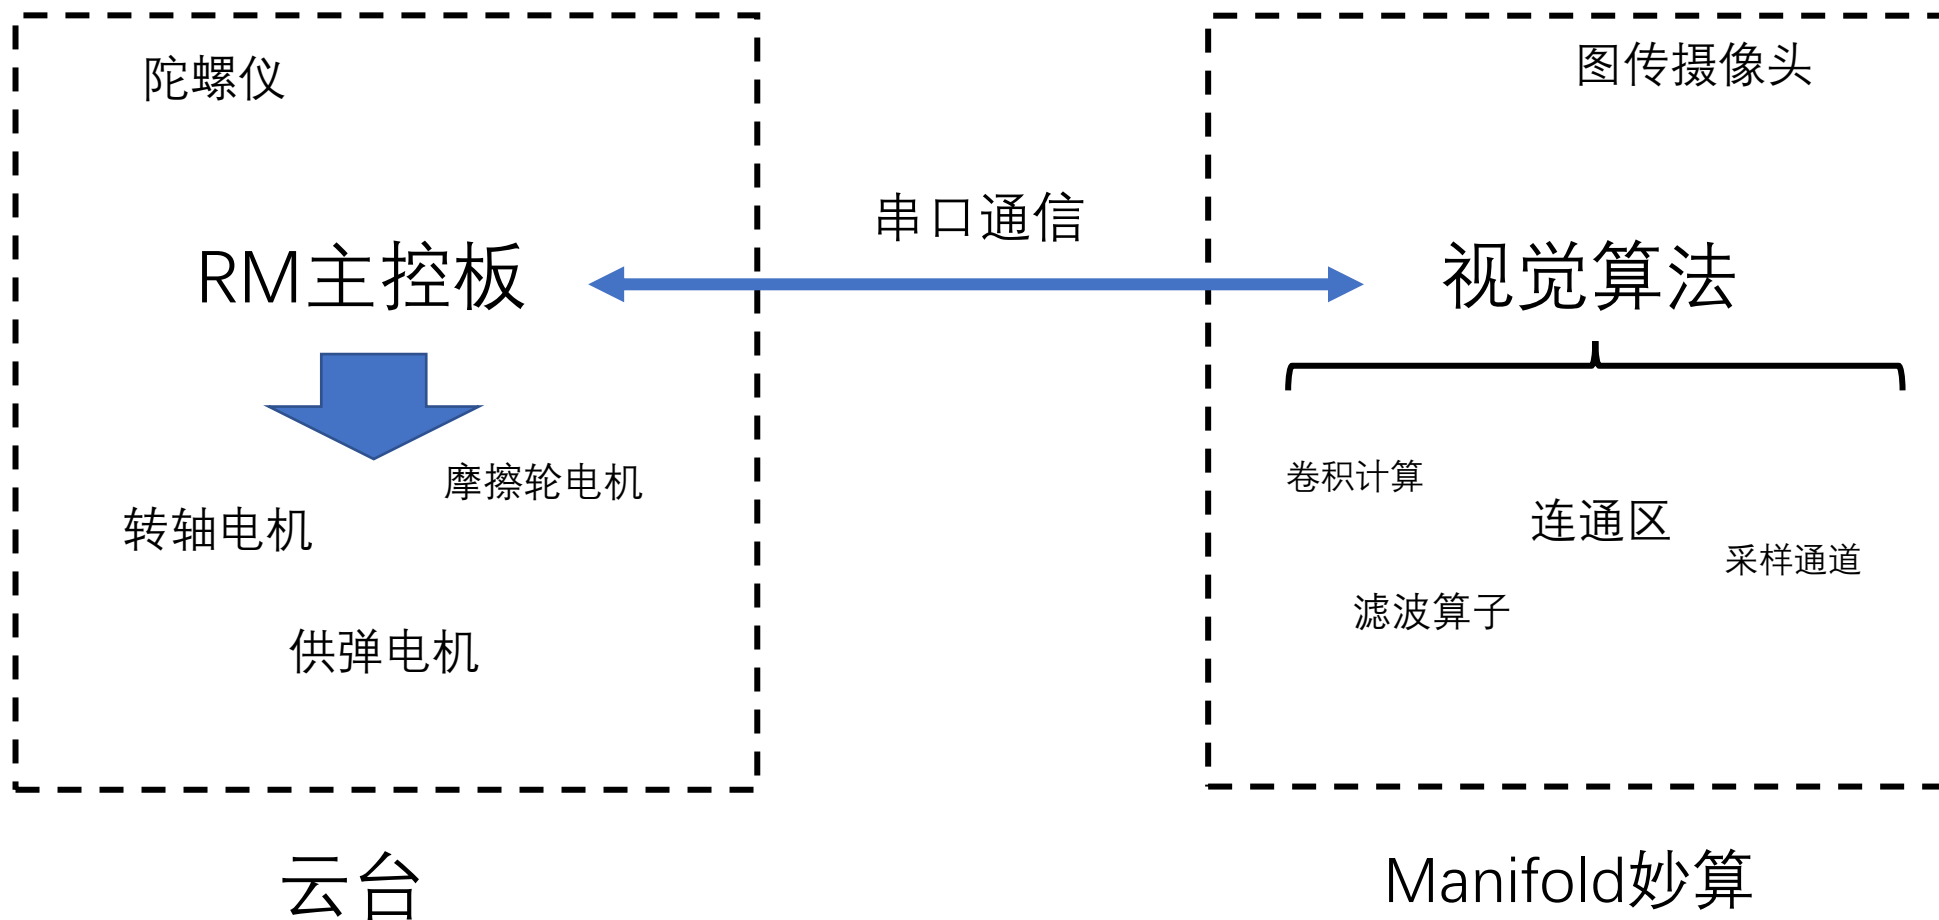 陀螺仪
图传摄像头
串口通信
RM主控板
视觉算法
摩擦轮电机
卷积计算
转轴电机
连通区
采样通道
滤波算子
供弹电机
云台
Manifold妙算